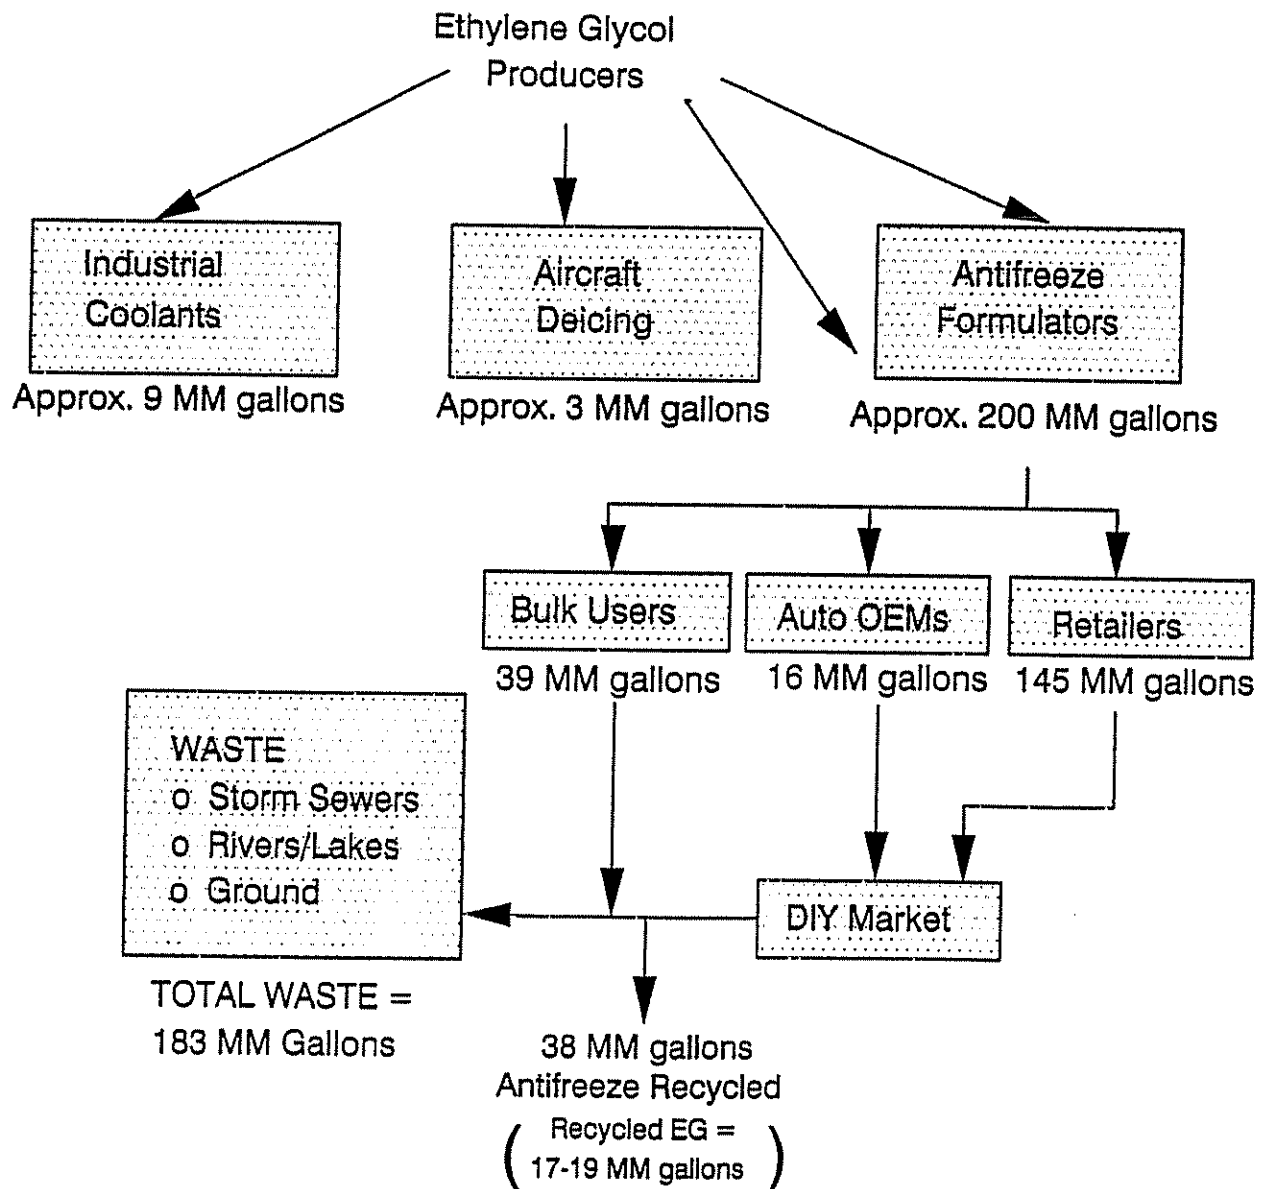 Ethylene Glycol
Producers
Industrial
Coolants
Approx. 9 MM gallons
Aircraft
Deicing
Approx. 3 MM gallons
Antifreeze
Formulators
Approx. 200 MM gallons
Bulk Users
39 MM gallons
Auto OEMs
16 MM gallons
Retailers
145 MM gallons
WASTE
o Storm Sewers
o Rivers/Lakes
o Ground
TOTAL WASTE =
183 MM Gallons
DIY Market
38 MM gallons
Antifreeze Recycled
( Recycled EG =
17-19 MM gallons )